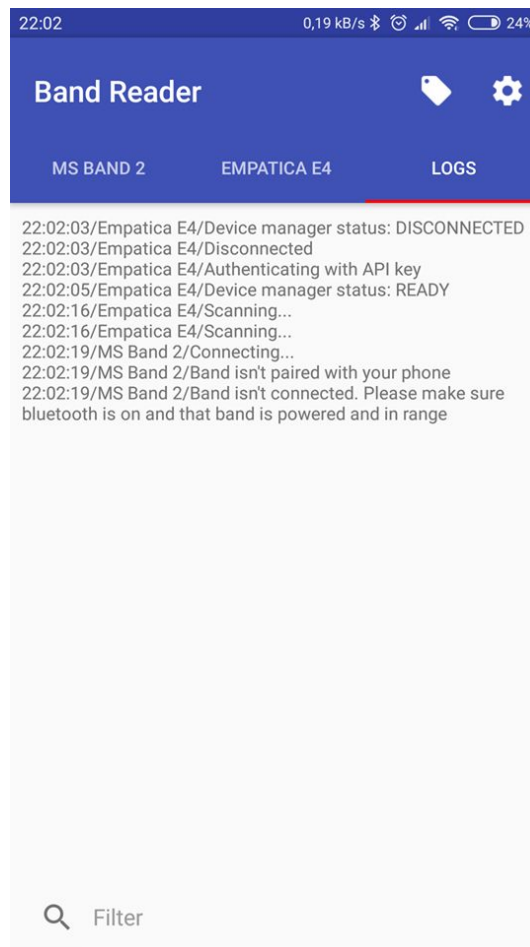 22:02 0,19 kB/s 24%
Band Reader
MS BAND 2 EMPATICA E4 LOGS
22:02:03/Empatica E4/Device manager status: DISCONNECTED
22:02:03/Empatica E4/Disconnected
22:02:03/Empatica E4/Authenticating with API key
22:02:05/Empatica E4/Device manager status: READY
22:02:16/Empatica E4/Scanning...
22:02:16/Empatica E4/Scanning...
22:02:19/MS Band 2/Connecting...
22:02:19/MS Band 2/Band isn't paired with your phone
22:02:19/MS Band 2/Band isn't connected. Please make sure
bluetooth is on and that band is powered and in range
Filter